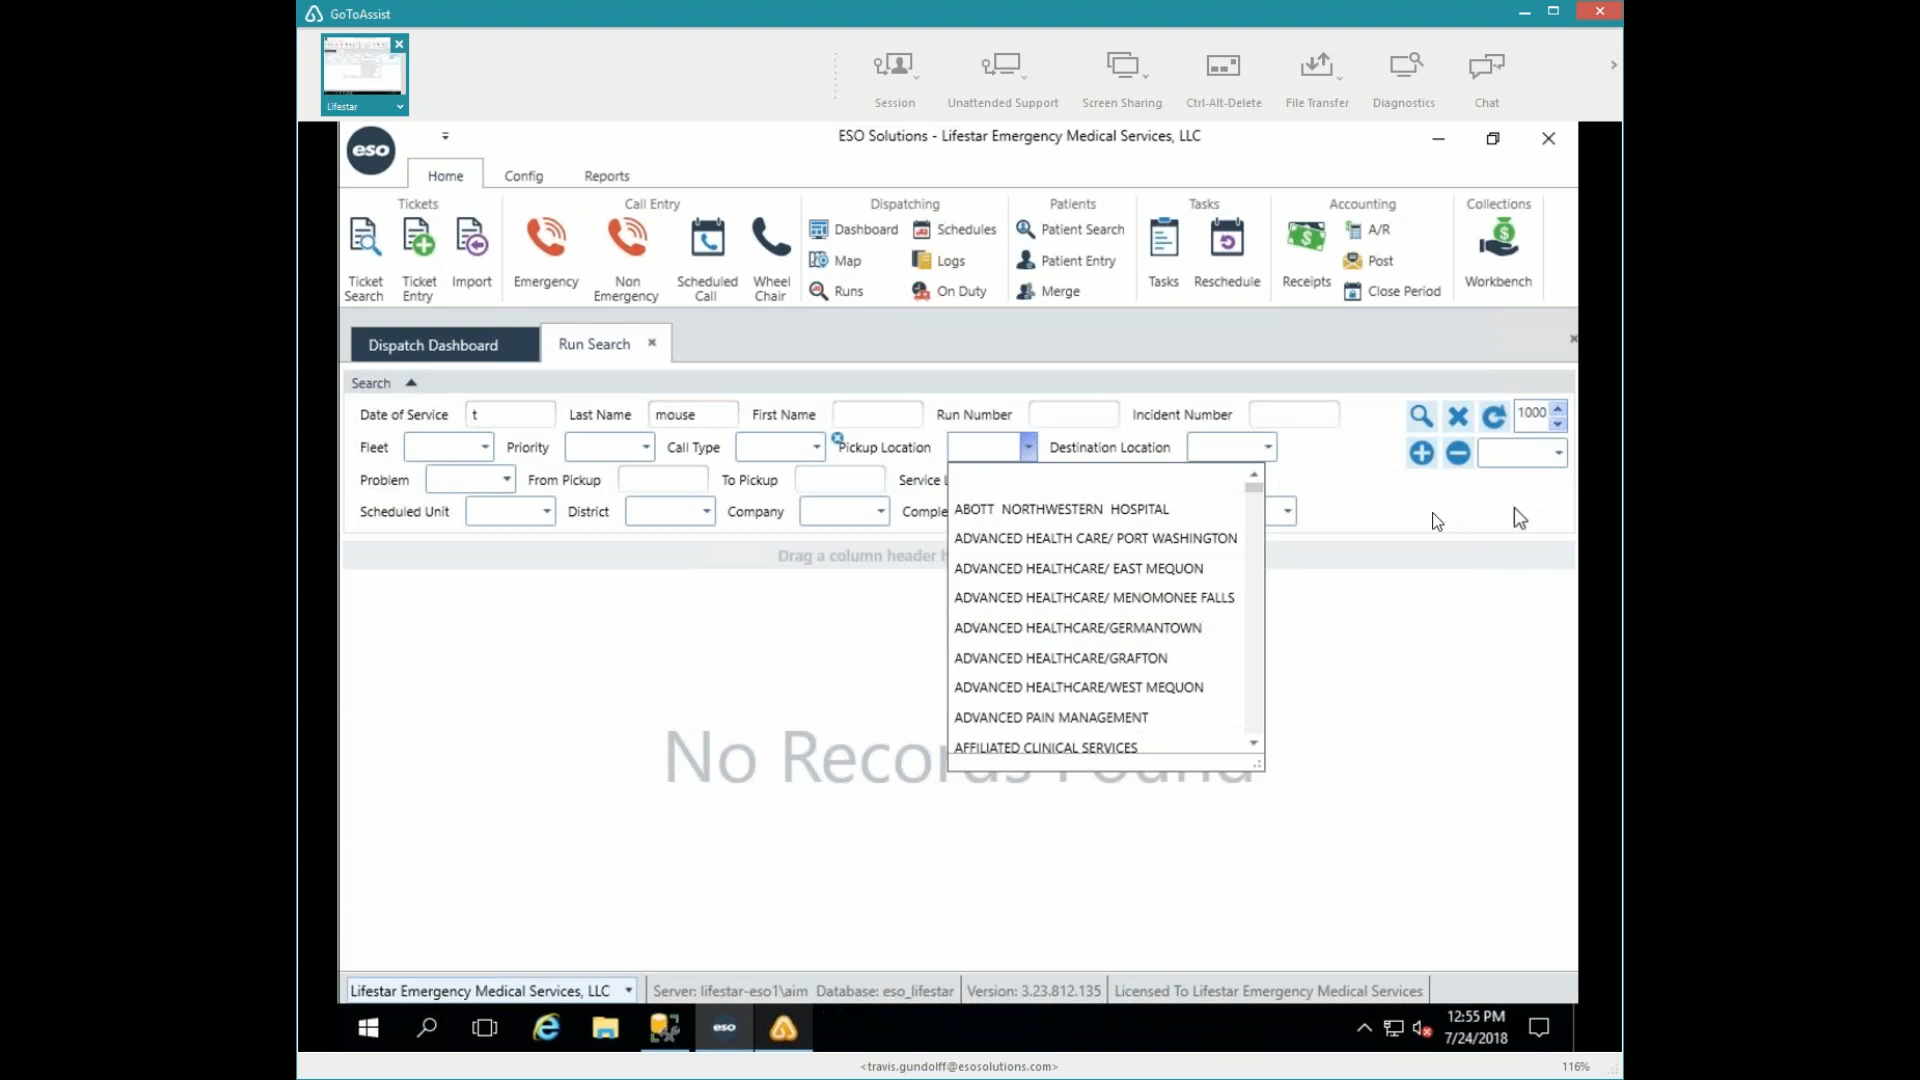 GoToAssist
Lifestar
Session
Unattended Support
Screen Sharing
Ctrl-Alt-Delete
File Transfer
Diagnostics
Chat
eso
ESO Solutions - Lifestar Emergency Medical Services, LLC
Home
Config
Reports
Tickets
Ticket
Search
Ticket
Entry
Import
Call Entry
Emergency
Non
Emergency
Scheduled
Call
Wheel
Chair
Dispatching
Dashboard
Schedules
Map
Logs
Runs
On Duty
Patients
Patient Search
Patient Entry
Merge
Tasks
Tasks
Reschedule
Accounting
Receipts
A/R
Post
Close Period
Collections
Workbench
Dispatch Dashboard
Run Search
Search
Date of Service t Last Name mouse First Name Run Number Incident Number 1000
Fleet Priority Call Type Pickup Location Destination Location
Problem From Pickup To Pickup Service L
Scheduled Unit District Company Comple
Drag a column header h
ABOTT NORTHWESTERN HOSPITAL
ADVANCED HEALTH CARE/ PORT WASHINGTON
ADVANCED HEALTHCARE/ EAST MEQUON
ADVANCED HEALTHCARE/ MENOMONEE FALLS
ADVANCED HEALTHCARE/GERMANTOWN
ADVANCED HEALTHCARE/GRAFTON
ADVANCED HEALTHCARE/WEST MEQUON
ADVANCED PAIN MANAGEMENT
AFFILIATED CLINICAL SERVICES
No Records Found
Lifestar Emergency Medical Services, LLC
Server: lifestar-eso1\aim Database: eso_lifestar
Version: 3.23.812.135
Licensed To Lifestar Emergency Medical Services
eso
12:55 PM
7/24/2018
<travis.gundolff@esosolutions.com>
116%